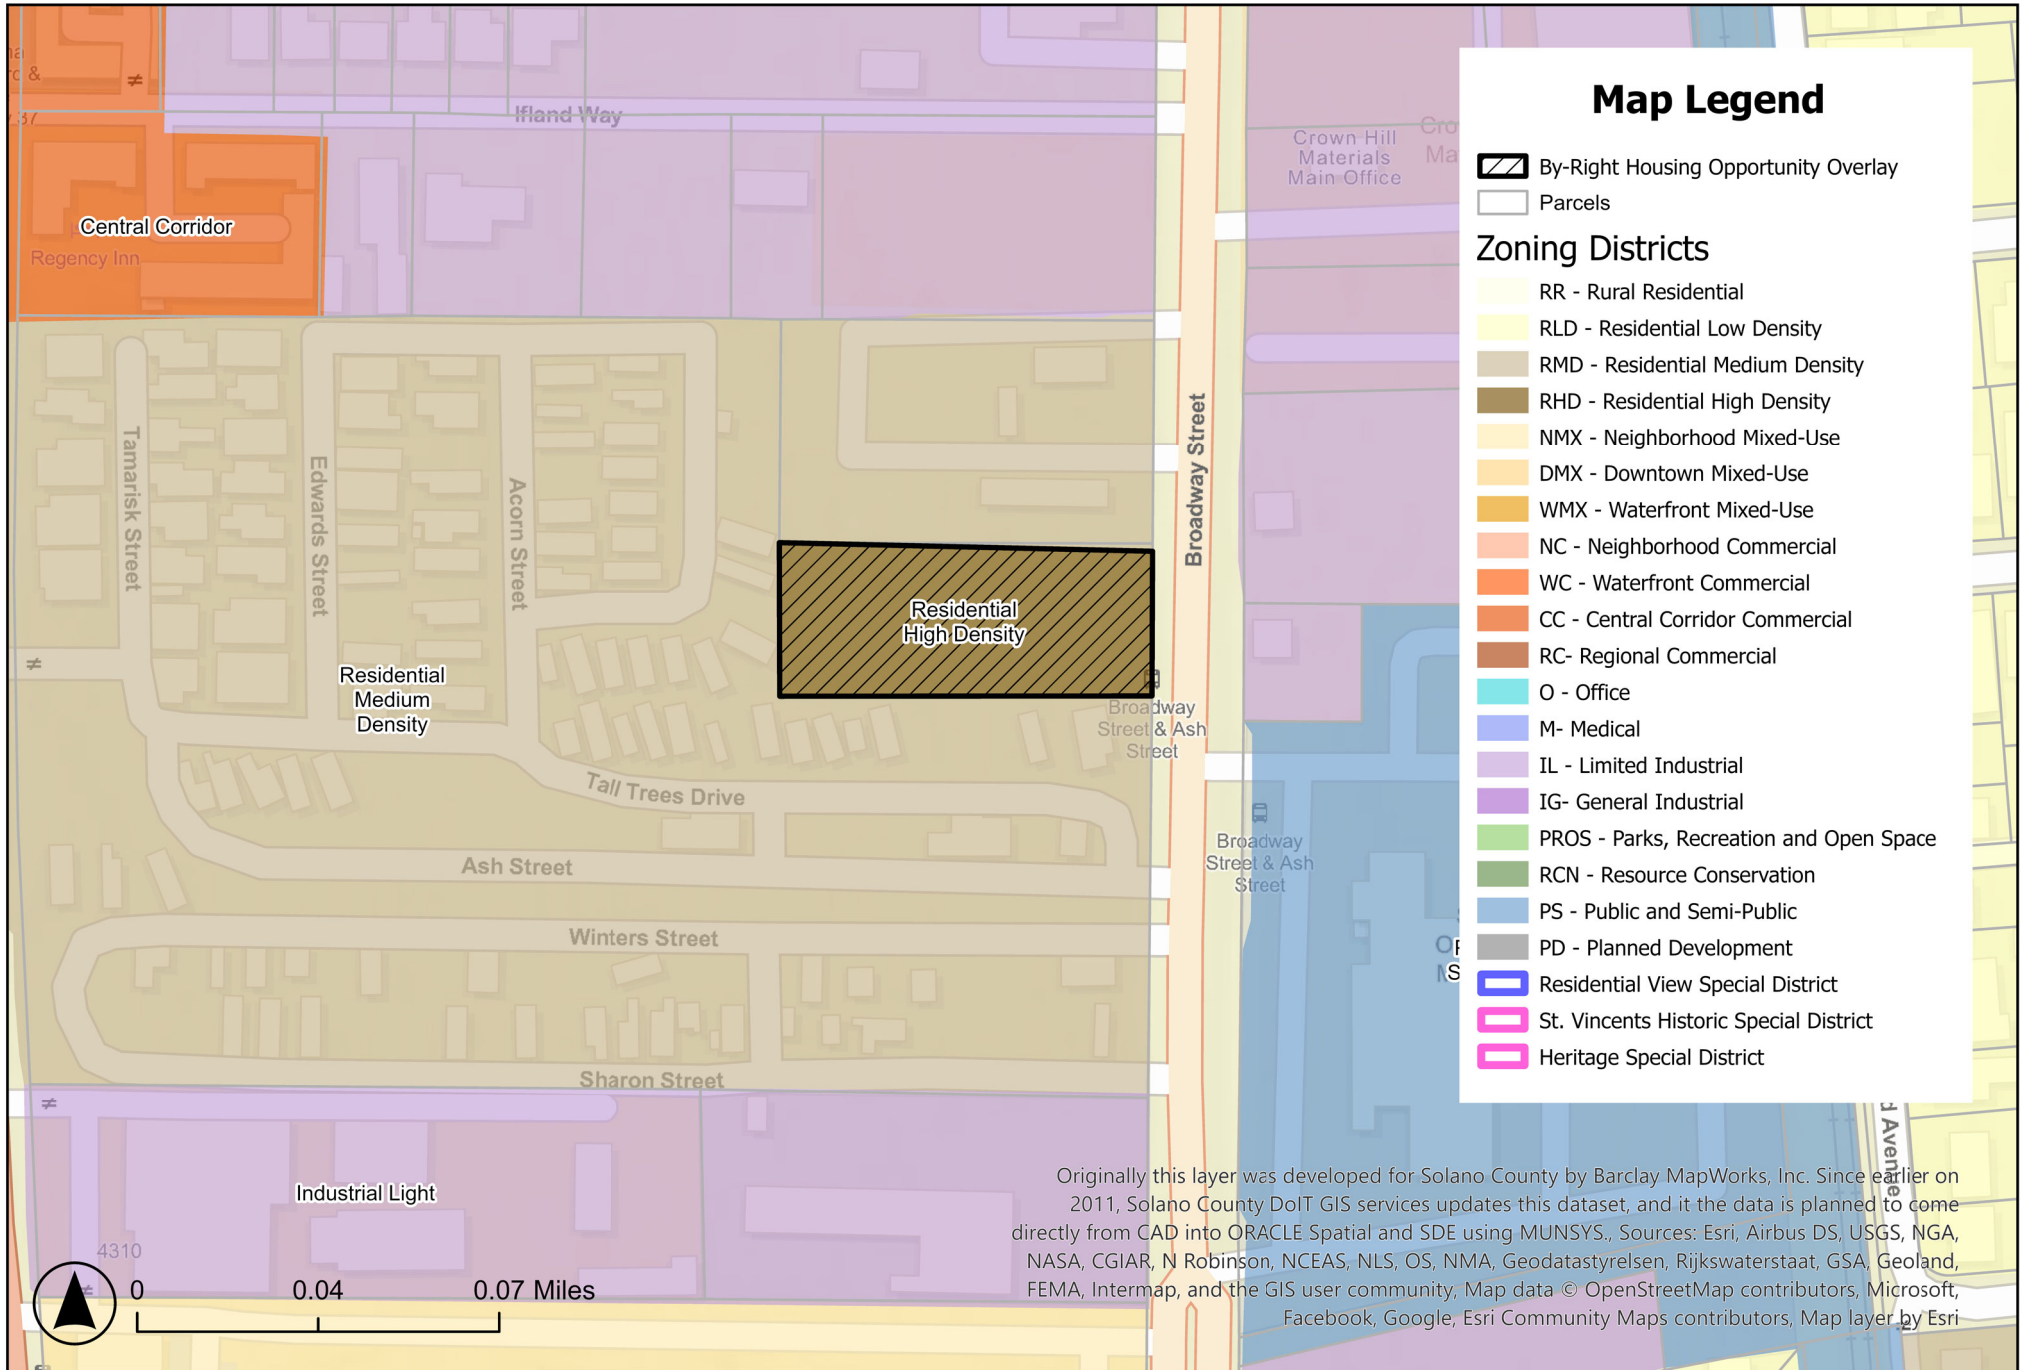 &
37
Ifland Way
Central Corridor
Regency Inn
Crown Hill
Materials
Main Office
Tamarisk Street
Edwards Street
Acorn Street
Broadway Street
Residential
High Density
Residential
Medium
Density
Broadway
Street & Ash
Street
Tall Trees Drive
Broadway
Street & Ash
Street
Ash Street
Winters Street
Sharon Street
Industrial Light
4310
0 0.04 0.07 Miles
Map Legend
By-Right Housing Opportunity Overlay
Parcels
Zoning Districts
RR - Rural Residential
RLD - Residential Low Density
RMD - Residential Medium Density
RHD - Residential High Density
NMX - Neighborhood Mixed-Use
DMX - Downtown Mixed-Use
WMX - Waterfront Mixed-Use
NC - Neighborhood Commercial
WC - Waterfront Commercial
CC - Central Corridor Commercial
RC- Regional Commercial
O - Office
M- Medical
IL - Limited Industrial
IG- General Industrial
PROS - Parks, Recreation and Open Space
RCN - Resource Conservation
PS - Public and Semi-Public
PD - Planned Development
Residential View Special District
St. Vincents Historic Special District
Heritage Special District
d Avenue
Originally this layer was developed for Solano County by Barclay MapWorks, Inc. Since earlier on
2011, Solano County DoIT GIS services updates this dataset, and it the data is planned to come
directly from CAD into ORACLE Spatial and SDE using MUNSYS., Sources: Esri, Airbus DS, USGS, NGA,
NASA, CGIAR, N Robinson, NCEAS, NLS, OS, NMA, Geodatastyrelsen, Rijkswaterstaat, GSA, Geoland,
FEMA, Intermap, and the GIS user community, Map data © OpenStreetMap contributors, Microsoft,
Facebook, Google, Esri Community Maps contributors, Map layer by Esri